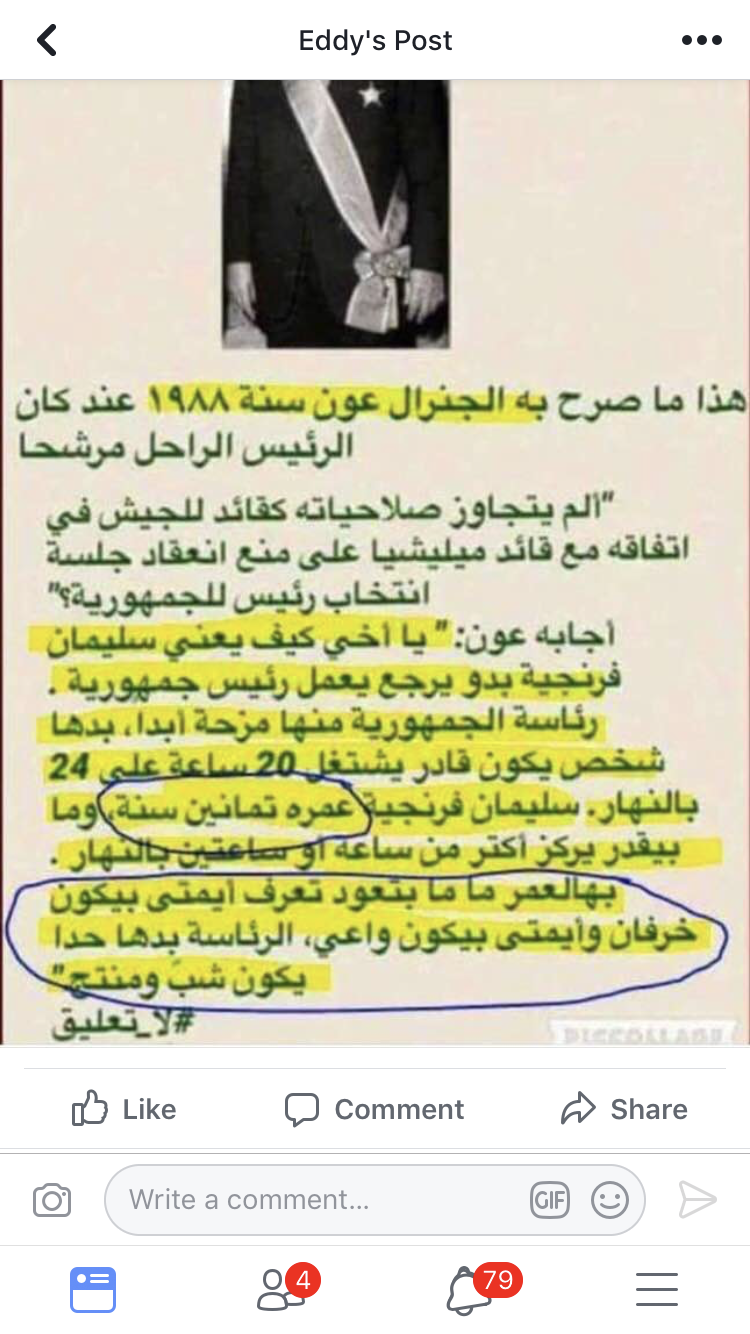 Eddy's Post
هذا ما صرح به الجنرال عون سنة ١٩٨٨ عند كان
الرئيس الراحل مرشحا
"ألم يتجاوز صلاحياته كقائد للجيش في
اتفاقه مع قائد ميليشيا على منع انعقاد جلسة
انتخاب رئيس للجمهورية؟"
أجابه عون: "يا أخي كيف يعني سليمان
فرنجية بدو يرجع يعمل رئيس جمهورية.
رئاسة الجمهورية منها مزحة أبدا، بدها
شخص يكون قادر يشتغل 20 ساعة على 24
بالنهار. سليمان فرنجية عمره تمانين سنة، وما
بيقدر يركز أكتر من ساعة أو ساعتين بالنهار.
بهالعمر ما ما بتعود تعرف أيمتى بيكون
خرفان وأيمتى بيكون واعي، الرئاسة بدها حدا
يكون شبّ ومنتج"
#لا_تعليق
PICCOLLAGE
Like Comment Share
Write a comment... GIF
4 79